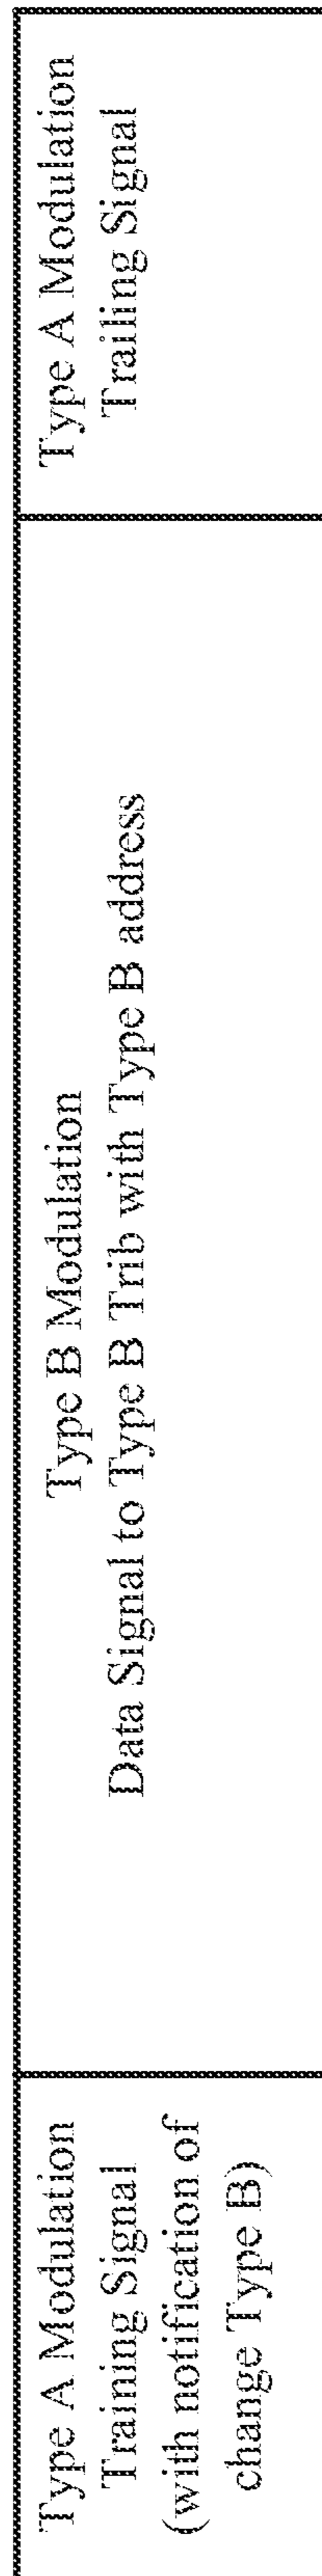 Type A Modulation
Training Signal
(with notification of
change Type B)
Type B Modulation
Data Signal to Type B Trib with Type B address
Type A Modulation
Trailing Signal